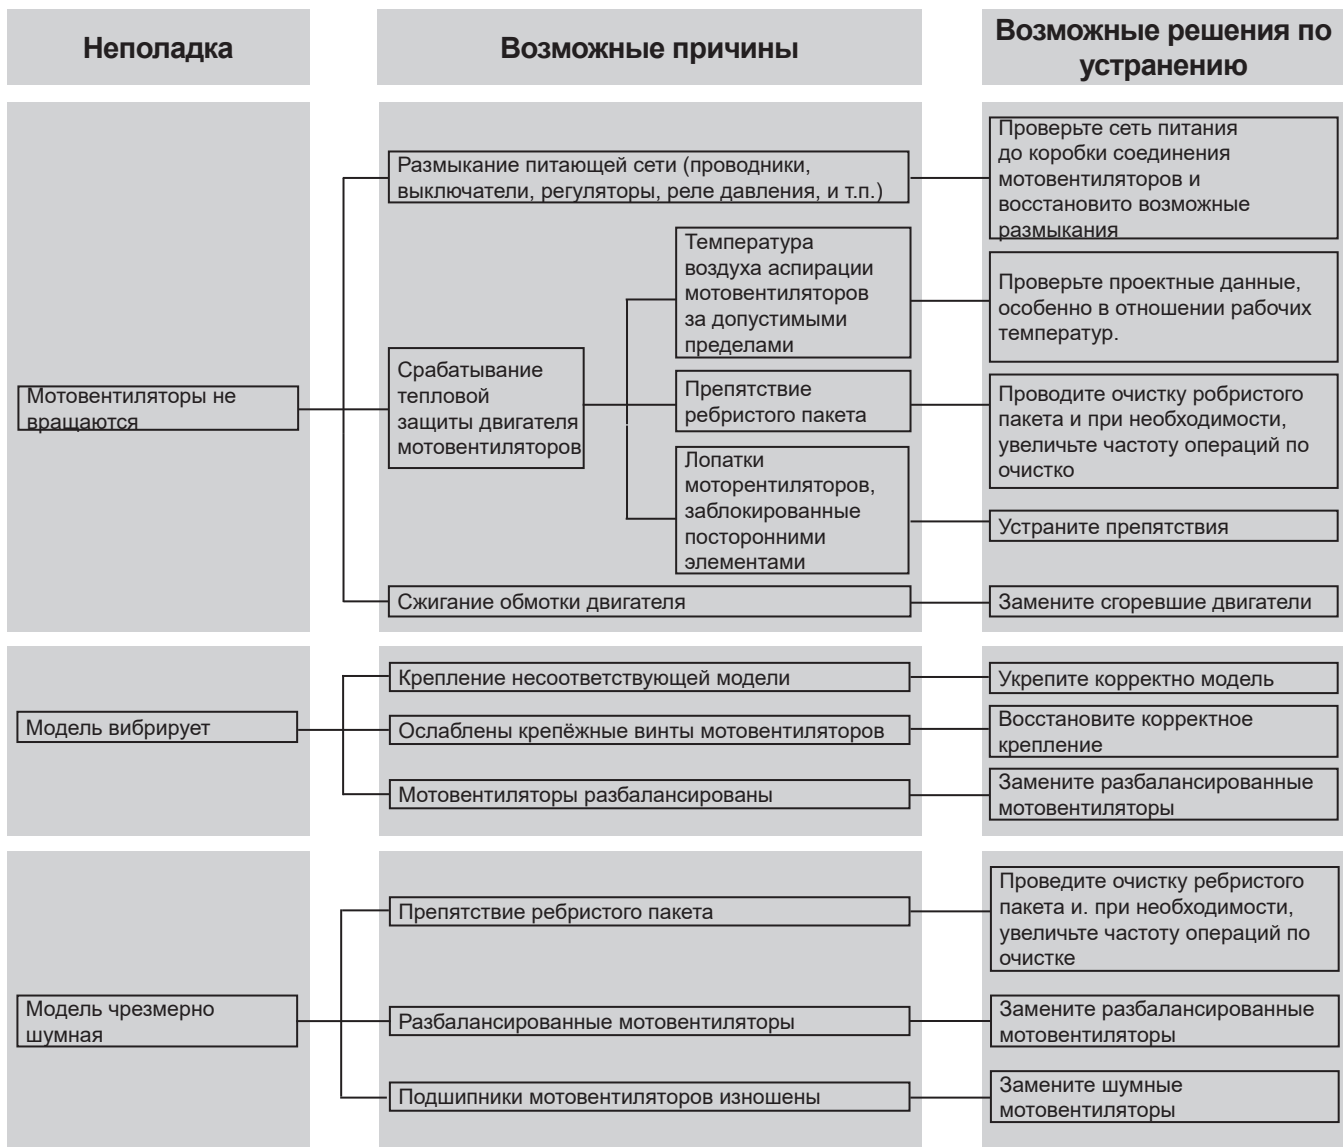 Неполадка
Возможные причины
Возможные решения по
устранению
Мотовентиляторы не
вращаются
Размыкание питающей сети (проводники,
выключатели, регуляторы, реле давления, и т.п.)
Проверьте сеть питания
до коробки соединения
мотовентиляторов и
восстановито возможные
размыкания
Срабатывание
тепловой
защиты двигателя
мотовентиляторов
Температура
воздуха аспирации
мотовентиляторов
за допустимыми
пределами
Проверьте проектные данные,
особенно в отношении рабочих
температур.
Препятствие
ребристого пакета
Проводите очистку робристого
пакета и при необходимости,
увеличьте частоту операций по
очистко
Лопатки
моторентиляторов,
заблокированные
посторонними
элементами
Устраните препятствия
Сжигание обмотки двигателя
Замените сгоревшие двигатели
Модель вибрирует
Крепление несоответствующей модели
Укрепите корректно модель
Ослаблены крепёжные винты мотовентиляторов
Восстановите корректное
крепление
Мотовентиляторы разбалансированы
Замените разбалансированные
мотовентиляторы
Модель чрезмерно
шумная
Препятствие ребристого пакета
Проведите очистку ребристого
пакета и. при необходимости,
увеличьте частоту операций по
очистке
Разбалансированные мотовентиляторы
Замените разбалансированные
мотовентиляторы
Подшипники мотовентиляторов изношены
Замените шумные
мотовентиляторы